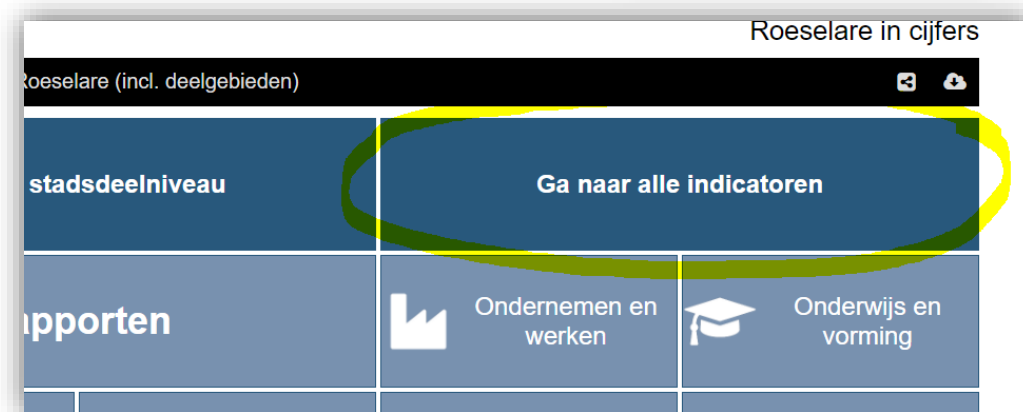 Roeselare in cijfers
Roeselare (incl. deelgebieden)
stadsdeelniveau
Ga naar alle indicatoren
apporten
Ondernemen en
werken
Onderwijs en
vorming